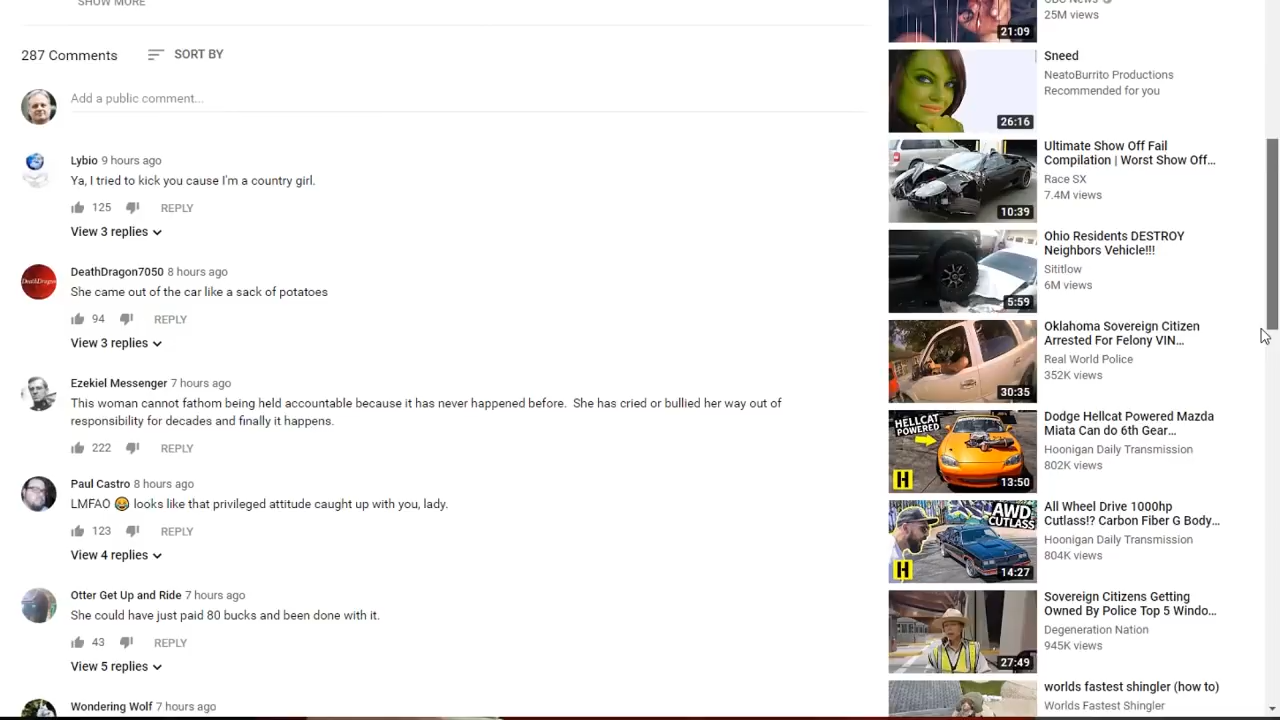 SHOW MORE
287 Comments
SORT BY
Add a public comment...
Lybio 9 hours ago
Ya, I tried to kick you cause I'm a country girl.
125 REPLY
View 3 replies
DeathDragon7050 8 hours ago
She came out of the car like a sack of potatoes
94 REPLY
View 3 replies
Ezekiel Messenger 7 hours ago
This woman cannot fathom being held accountable because it has never happened before. She has cried or bullied her way out of
responsibility for decades and finally it happens.
222 REPLY
Paul Castro 8 hours ago
LMFAO 😆 looks like that privileged attitude caught up with you, lady.
123 REPLY
View 4 replies
Otter Get Up and Ride 7 hours ago
She could have just paid 80 bucks and been done with it.
43 REPLY
View 5 replies
Wondering Wolf 7 hours ago
21:09
25M views
26:16
Sneed
NeatoBurrito Productions
Recommended for you
10:39
Ultimate Show Off Fail
Compilation | Worst Show Off...
Race SX
7.4M views
5:59
Ohio Residents DESTROY
Neighbors Vehicle!!!
Sititlow
6M views
30:35
Oklahoma Sovereign Citizen
Arrested For Felony VIN...
Real World Police
352K views
HELLCAT
POWERED
H
13:50
Dodge Hellcat Powered Mazda
Miata Can do 6th Gear...
Hoonigan Daily Transmission
802K views
AWD
CUTLASS
H
14:27
All Wheel Drive 1000hp
Cutlass!? Carbon Fiber G Body...
Hoonigan Daily Transmission
804K views
27:49
Sovereign Citizens Getting
Owned By Police Top 5 Windo...
Degeneration Nation
945K views
worlds fastest shingler (how to)
Worlds Fastest Shingler